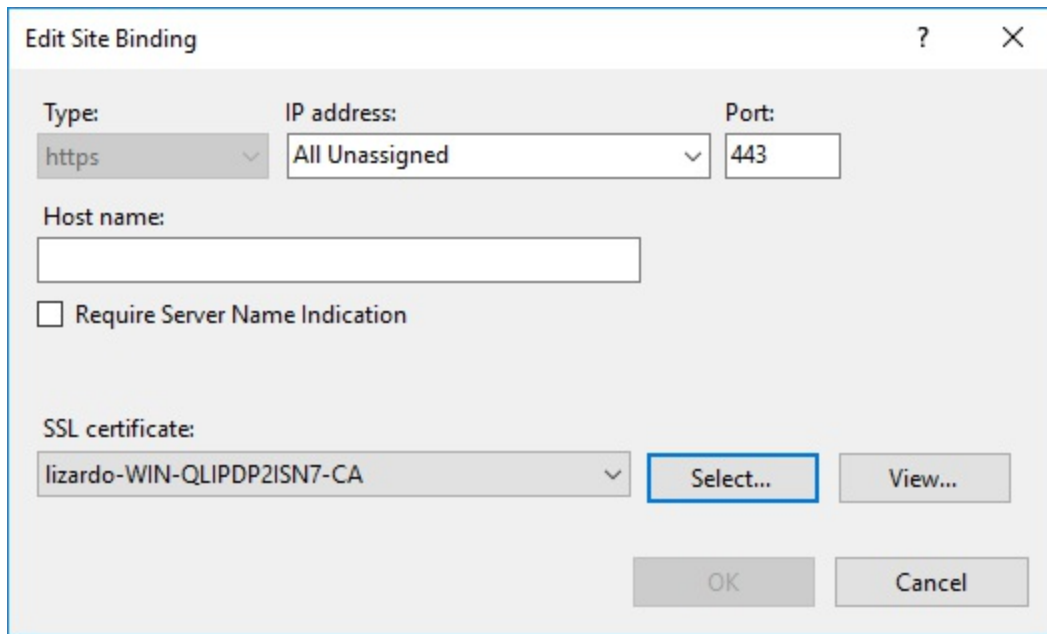 Edit Site Binding ?
Type: IP address: Port:
https All Unassigned 443
Host name:
Require Server Name Indication
SSL certificate:
lizardo-WIN-QLIPDP2ISN7-CA Select... View...
OK Cancel